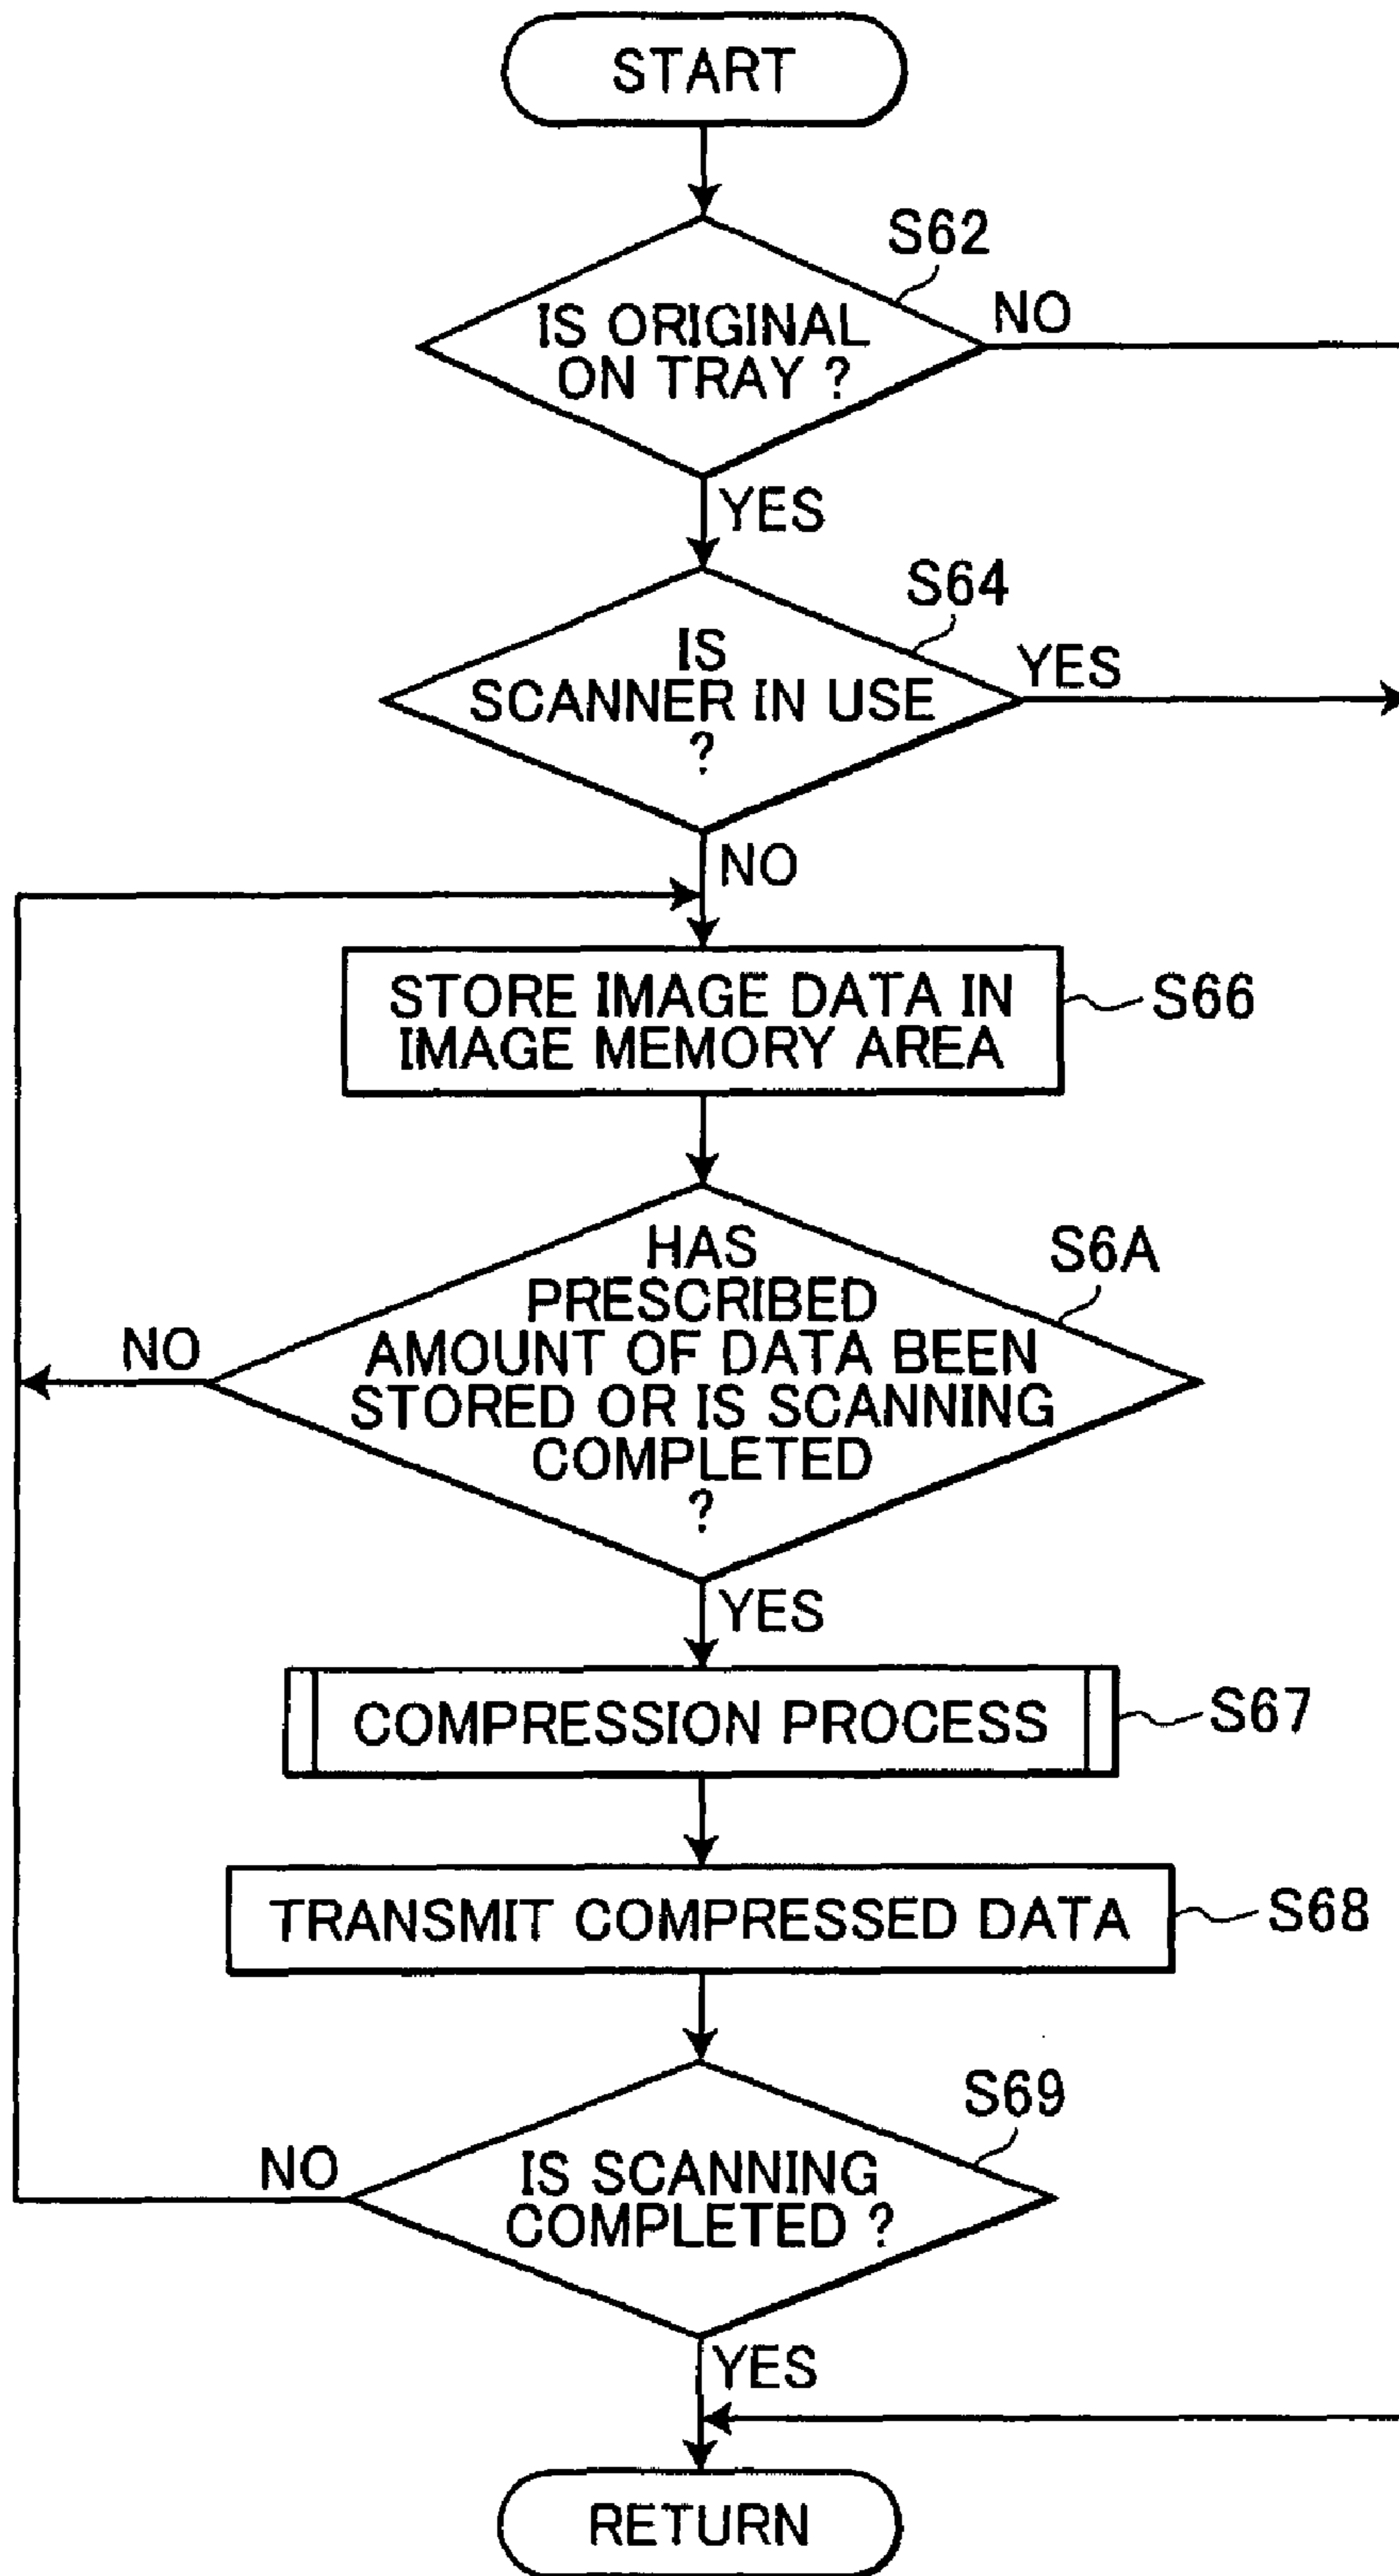 START
S62
IS ORIGINAL
ON TRAY ?
NO
YES
S64
IS
SCANNER IN USE
?
YES
NO
STORE IMAGE DATA IN
IMAGE MEMORY AREA
S66
HAS
PRESCRIBED
AMOUNT OF DATA BEEN
STORED OR IS SCANNING
COMPLETED
?
S6A
NO
YES
COMPRESSION PROCESS
S67
TRANSMIT COMPRESSED DATA
S68
S69
IS SCANNING
COMPLETED ?
NO
YES
RETURN